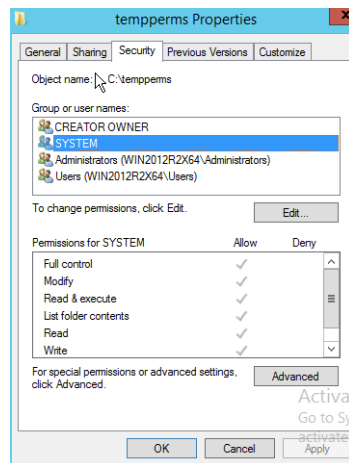 tempperms Properties
General Sharing Security Previous Versions Customize
Object name: C:\tempperms
Group or user names:
CREATOR OWNER
SYSTEM
Administrators (WIN2012R2X64\Administrators)
Users (WIN2012R2X64\Users)
To change permissions, click Edit.
Edit...
Permissions for SYSTEM Allow Deny
Full control
Modify
Read & execute
List folder contents
Read
Write
For special permissions or advanced settings,
click Advanced.
Advanced
Activa
Go to Sy
activate
OK Cancel Apply